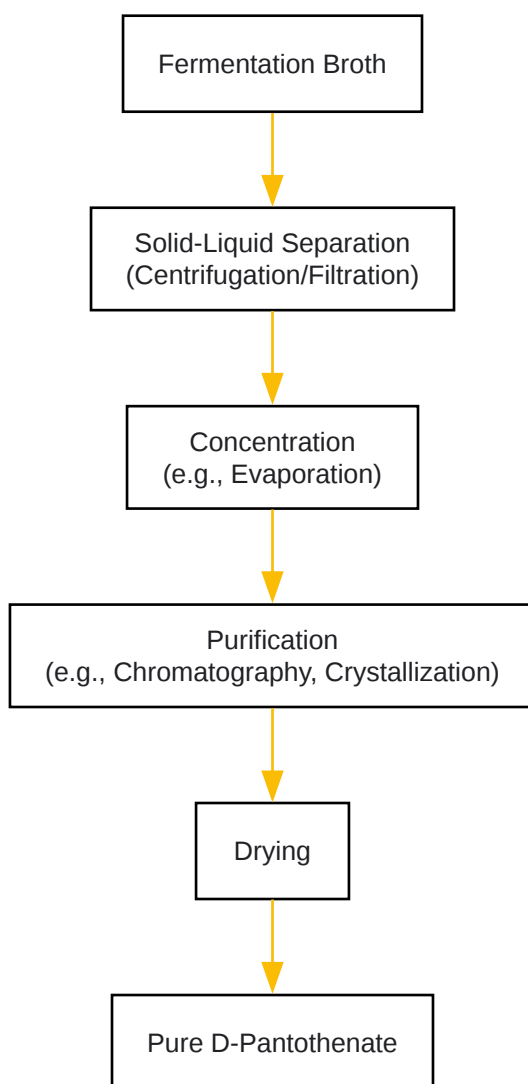 Fermentation Broth
Solid-Liquid Separation
(Centrifugation/Filtration)
Concentration
(e.g., Evaporation)
Purification
(e.g., Chromatography, Crystallization)
Drying
Pure D-Pantothenate